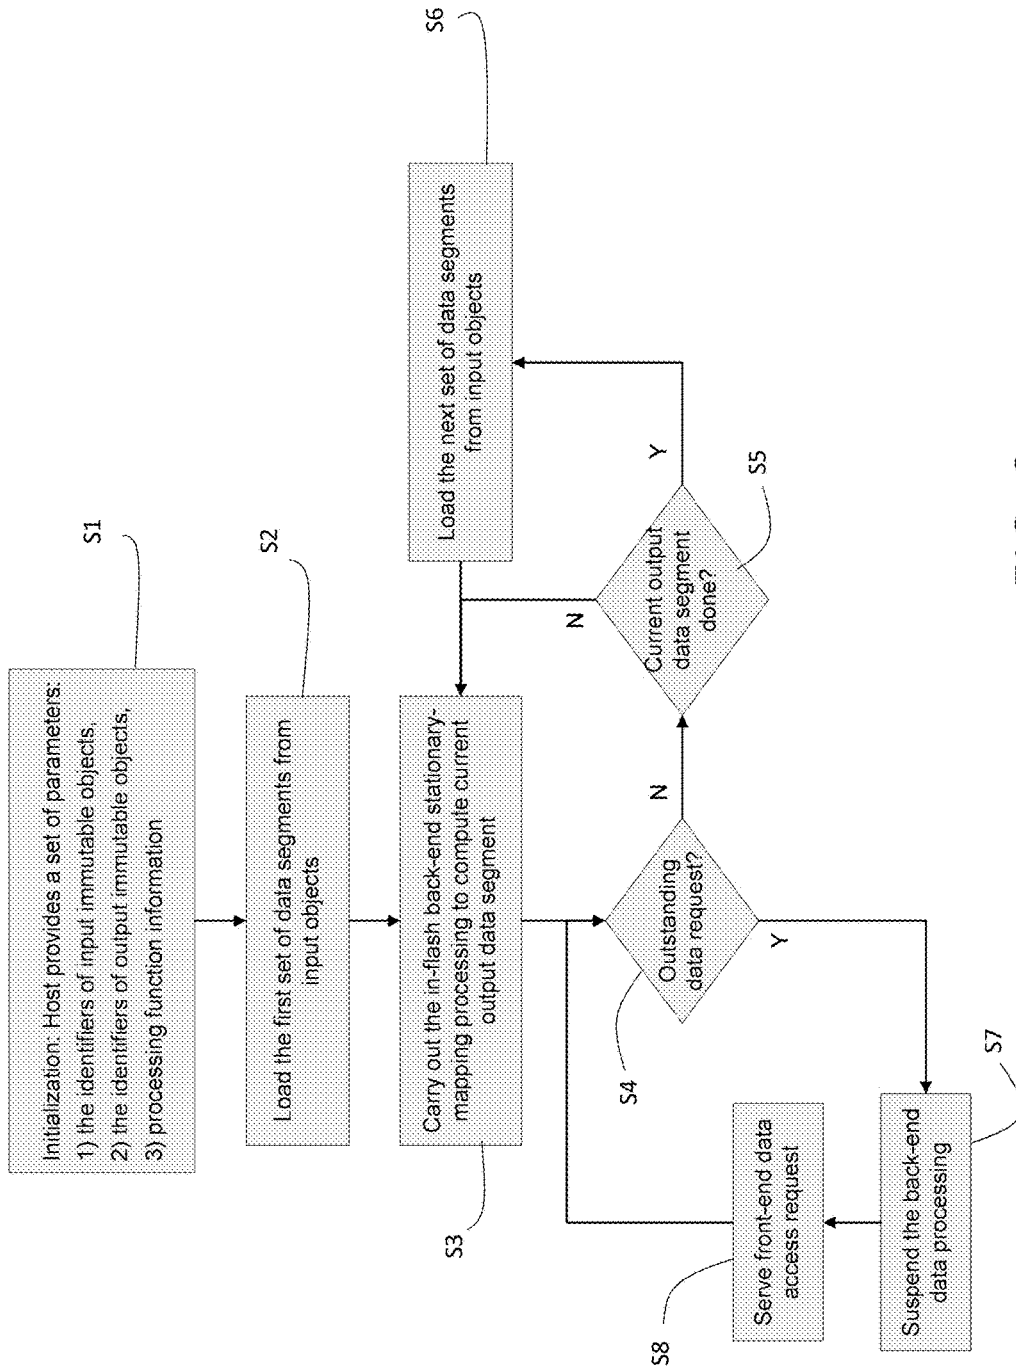 S1
Initialization: Host provides a set of parameters:
1) the identifiers of input immutable objects,
2) the identifiers of output immutable objects,
3) processing function information
S2
Load the first set of data segments from
input objects
S3
Carry out the in-flash back-end stationary-
mapping processing to compute current
output data segment
S4
Outstanding
data request?
N
Y
S5
Current output
data segment
done?
N
Y
S6
Load the next set of data segments
from input objects
S7
Suspend the back-end
data processing
S8
Serve front-end data
access request